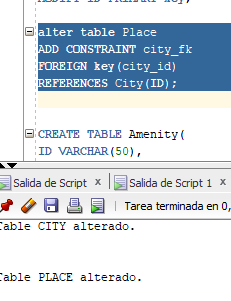 alter table Place
ADD CONSTRAINT city_fk
FOREIGN key(city_id)
REFERENCES City(ID);
CREATE TABLE Amenity(
ID VARCHAR(50),
Salida de Script x Salida de Script 1 x
Tarea terminada en 0,
Table CITY alterado.
Table PLACE alterado.